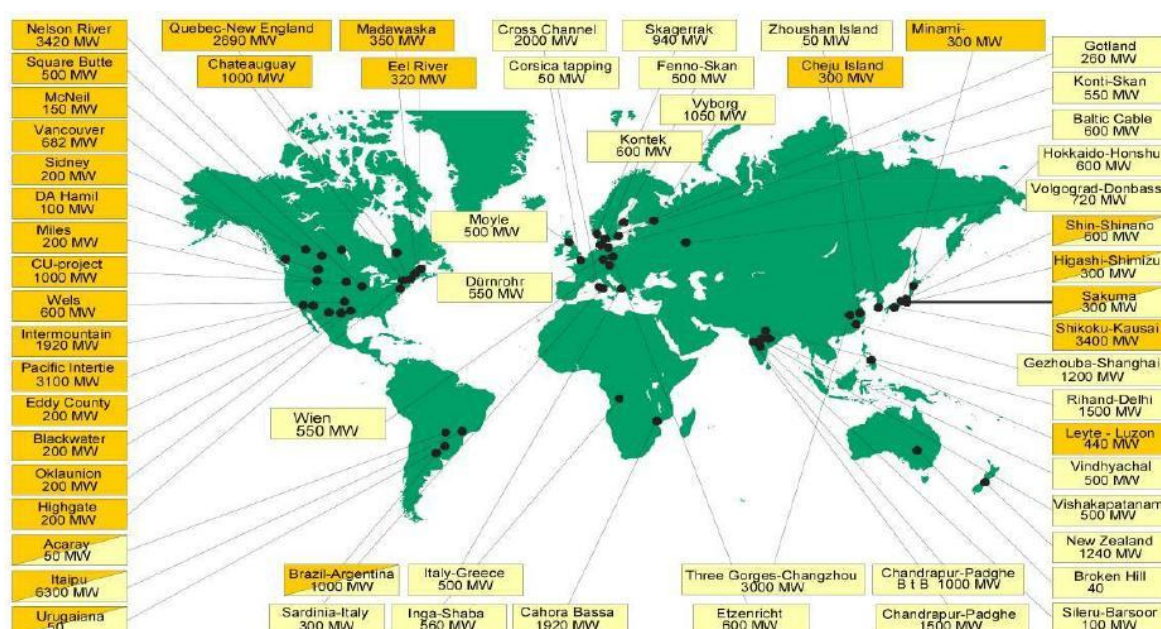 Nelson River
3420 MW
Square Butte
500 MW
McNeil
150 MW
Vancouver
682 MW
Sidney
200 MW
DA Hamil
100 MW
Miles
200 MW
CU-project
1000 MW
Wels
600 MW
Intermountain
1920 MW
Pacific Intertie
3100 MW
Eddy County
200 MW
Blackwater
200 MW
Oklaunion
200 MW
Highgate
200 MW
Acaray
50 MW
Itaipu
6300 MW
Urugaiana
50
Quebec-New England
2690 MW
Chateauguay
1000 MW
Madawaska
350 MW
Eel River
320 MW
Cross Channel
2000 MW
Corsica tapping
50 MW
Skagerrak
940 MW
Fenno-Skan
500 MW
Vyborg
1050 MW
Kontek
600 MW
Zhoushan Island
50 MW
Cheju Island
300 MW
Minami-
300 MW
Moyle
500 MW
Dürnrohr
550 MW
Wien
550 MW
Gotland
260 MW
Konti-Skan
550 MW
Baltic Cable
600 MW
Hokkaido-Honshu
600 MW
Volgograd-Donbass
720 MW
Shin-Shinano
600 MW
Higashi-Shimizu
300 MW
Sakuma
300 MW
Shikoku-Kausai
3400 MW
Gezhouba-Shanghai
1200 MW
Rihand-Delhi
1500 MW
Leyte - Luzon
440 MW
Vindhyachal
500 MW
Vishakapatanam
500 MW
New Zealand
1240 MW
Broken Hill
40
Sileru-Barsoor
100 MW
Brazil-Argentina
1000 MW
Sardinia-Italy
300 MW
Italy-Greece
500 MW
Inga-Shaba
560 MW
Cahora Bassa
1920 MW
Three Gorges-Changzhou
3000 MW
Etzenricht
600 MW
Chandrapur-Padghe
B t B 1000 MW
Chandrapur-Padghe
1500 MW